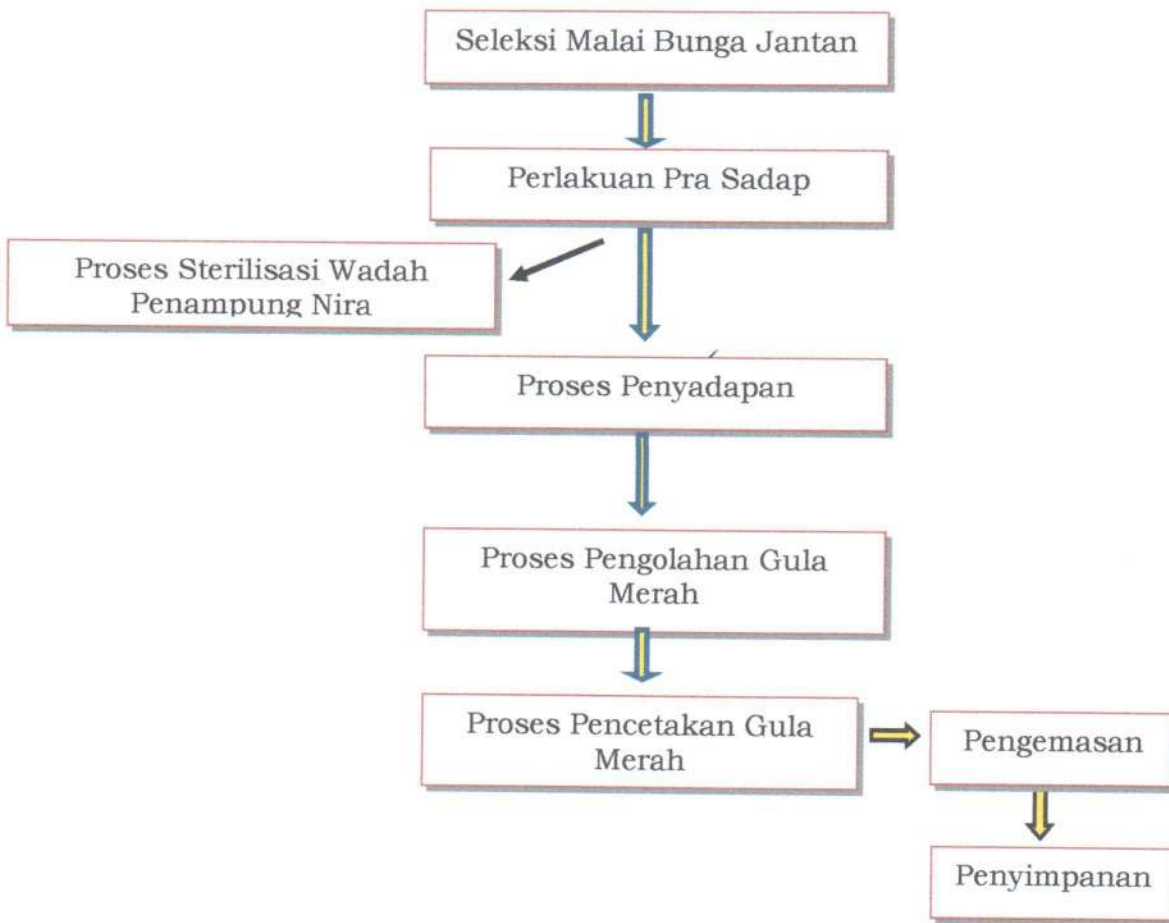 Seleksi Malai Bunga Jantan
Perlakuan Pra Sadap
Proses Sterilisasi Wadah
Penampung Nira
Proses Penyadapan
Proses Pengolahan Gula
Merah
Proses Pencetakan Gula
Merah
Pengemasan
Penyimpanan